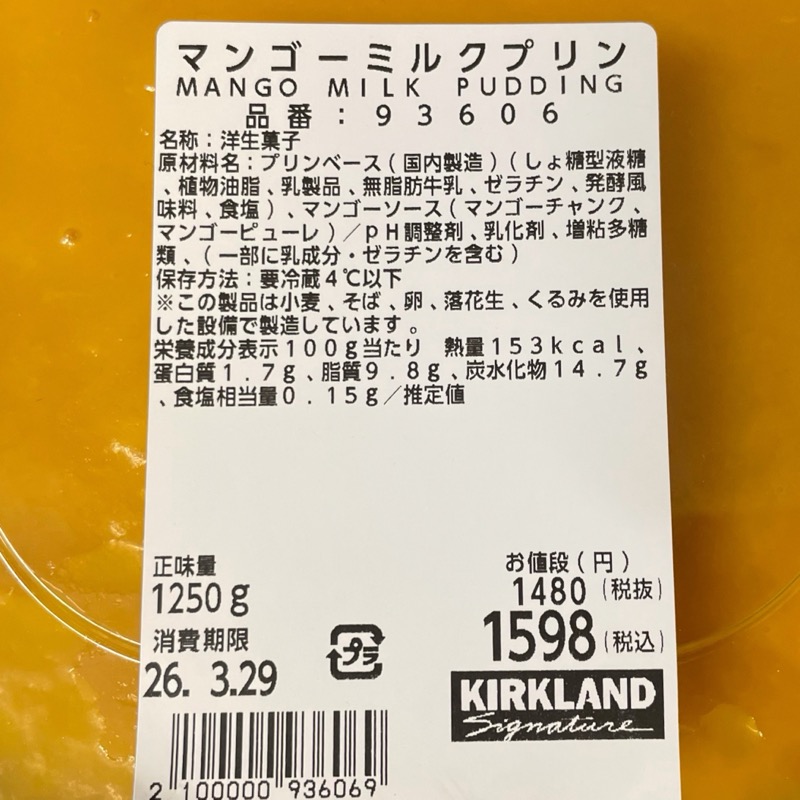 マンゴーミルクプリン
MANGO MILK PUDDING
品番：93606
名称：洋生菓子
原材料名：プリンベース（国内製造）（しょ糖型液糖
、植物油脂、乳製品、無脂肪牛乳、ゼラチン、発酵風
味料、食塩）、マンゴーソース（マンゴーチャンク、
マンゴーピューレ）／ｐＨ調整剤、乳化剤、増粘多糖
類、（一部に乳成分・ゼラチンを含む）
保存方法：要冷蔵４℃以下
※この製品は小麦、そば、卵、落花生、くるみを使用
した設備で製造しています。
栄養成分表示１００ｇ当たり　熱量１５３ｋｃａｌ、
蛋白質１．７ｇ、脂質９．８ｇ、炭水化物１４．７ｇ
、食塩相当量０．１５ｇ／推定値
正味量
1250g
お値段（円）
1480（税抜）
1598（税込）
消費期限
26. 3.29
プラ
KIRKLAND
Signature
2 100000 936069